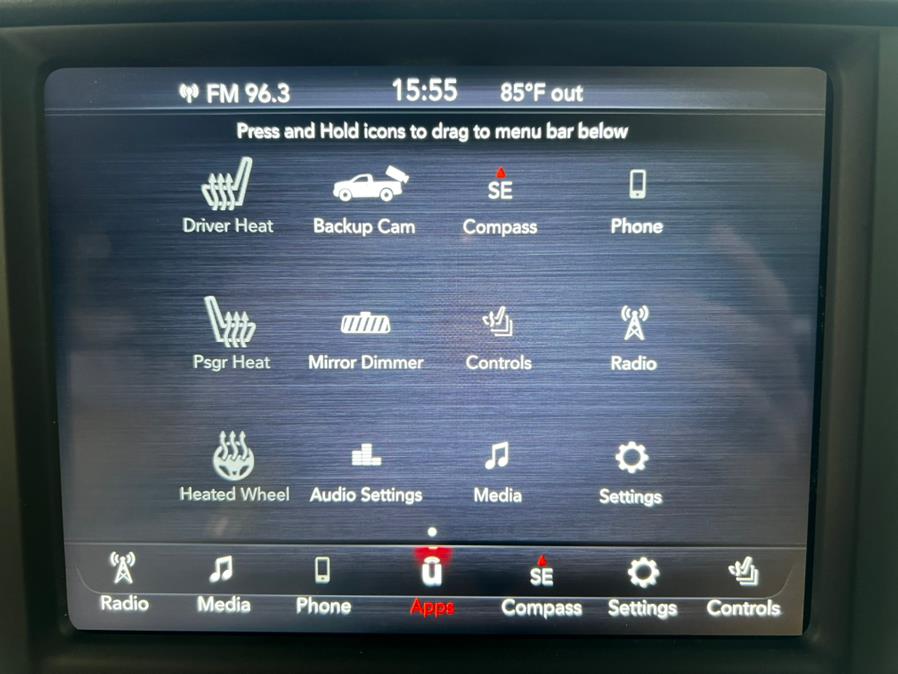 FM 96.3 15:55 85°F out
Press and Hold icons to drag to menu bar below
SE
Driver Heat Backup Cam Compass Phone
Psgr Heat Mirror Dimmer Controls Radio
Heated Wheel Audio Settings Media Settings
ū SE
Radio Media Phone Apps Compass Settings Controls